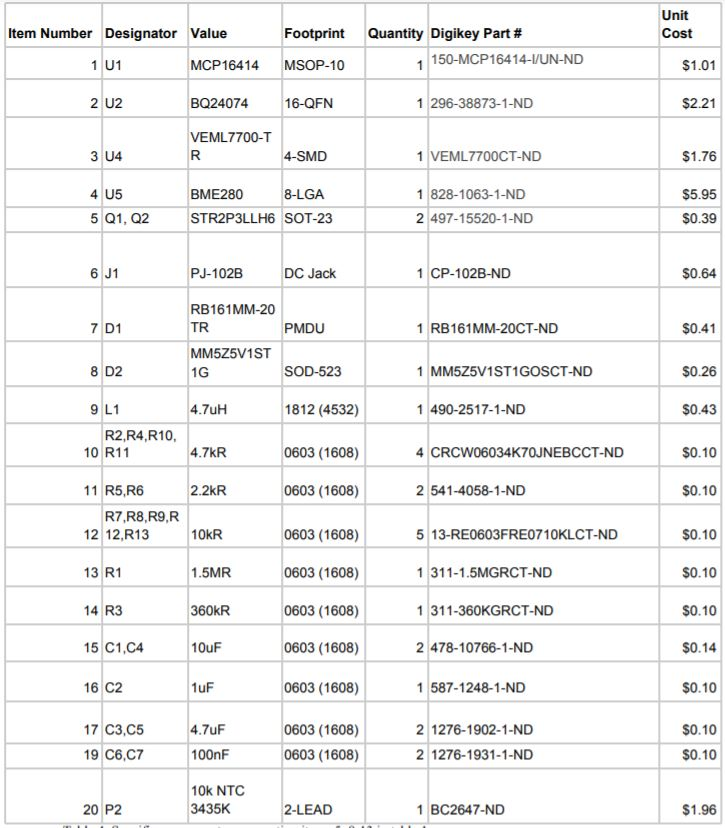 Item Number Designator Value Footprint Quantity Digikey Part # Unit Cost
1 U1 MCP16414 MSOP-10 1 150-MCP16414-I/UN-ND $1.01
2 U2 BQ24074 16-QFN 1 296-38873-1-ND $2.21
3 U4 VEML7700-TR 4-SMD 1 VEML7700CT-ND $1.76
4 U5 BME280 8-LGA 1 828-1063-1-ND $5.95
5 Q1, Q2 STR2P3LLH6 SOT-23 2 497-15520-1-ND $0.39
6 J1 PJ-102B DC Jack 1 CP-102B-ND $0.64
7 D1 RB161MM-20TR PMDU 1 RB161MM-20CT-ND $0.41
8 D2 MM5Z5V1ST1G SOD-523 1 MM5Z5V1ST1GOSCT-ND $0.26
9 L1 4.7uH 1812 (4532) 1 490-2517-1-ND $0.43
10 R2,R4,R10,R11 4.7kR 0603 (1608) 4 CRCW06034K70JNEBCCT-ND $0.10
11 R5,R6 2.2kR 0603 (1608) 2 541-4058-1-ND $0.10
12 R7,R8,R9,R12,R13 10kR 0603 (1608) 5 13-RE0603FRE0710KLCT-ND $0.10
13 R1 1.5MR 0603 (1608) 1 311-1.5MGRCT-ND $0.10
14 R3 360kR 0603 (1608) 1 311-360KGRCT-ND $0.10
15 C1,C4 10uF 0603 (1608) 2 478-10766-1-ND $0.14
16 C2 1uF 0603 (1608) 1 587-1248-1-ND $0.10
17 C3,C5 4.7uF 0603 (1608) 2 1276-1902-1-ND $0.10
19 C6,C7 100nF 0603 (1608) 2 1276-1931-1-ND $0.10
20 P2 10k NTC 3435K 2-LEAD 1 BC2647-ND $1.96